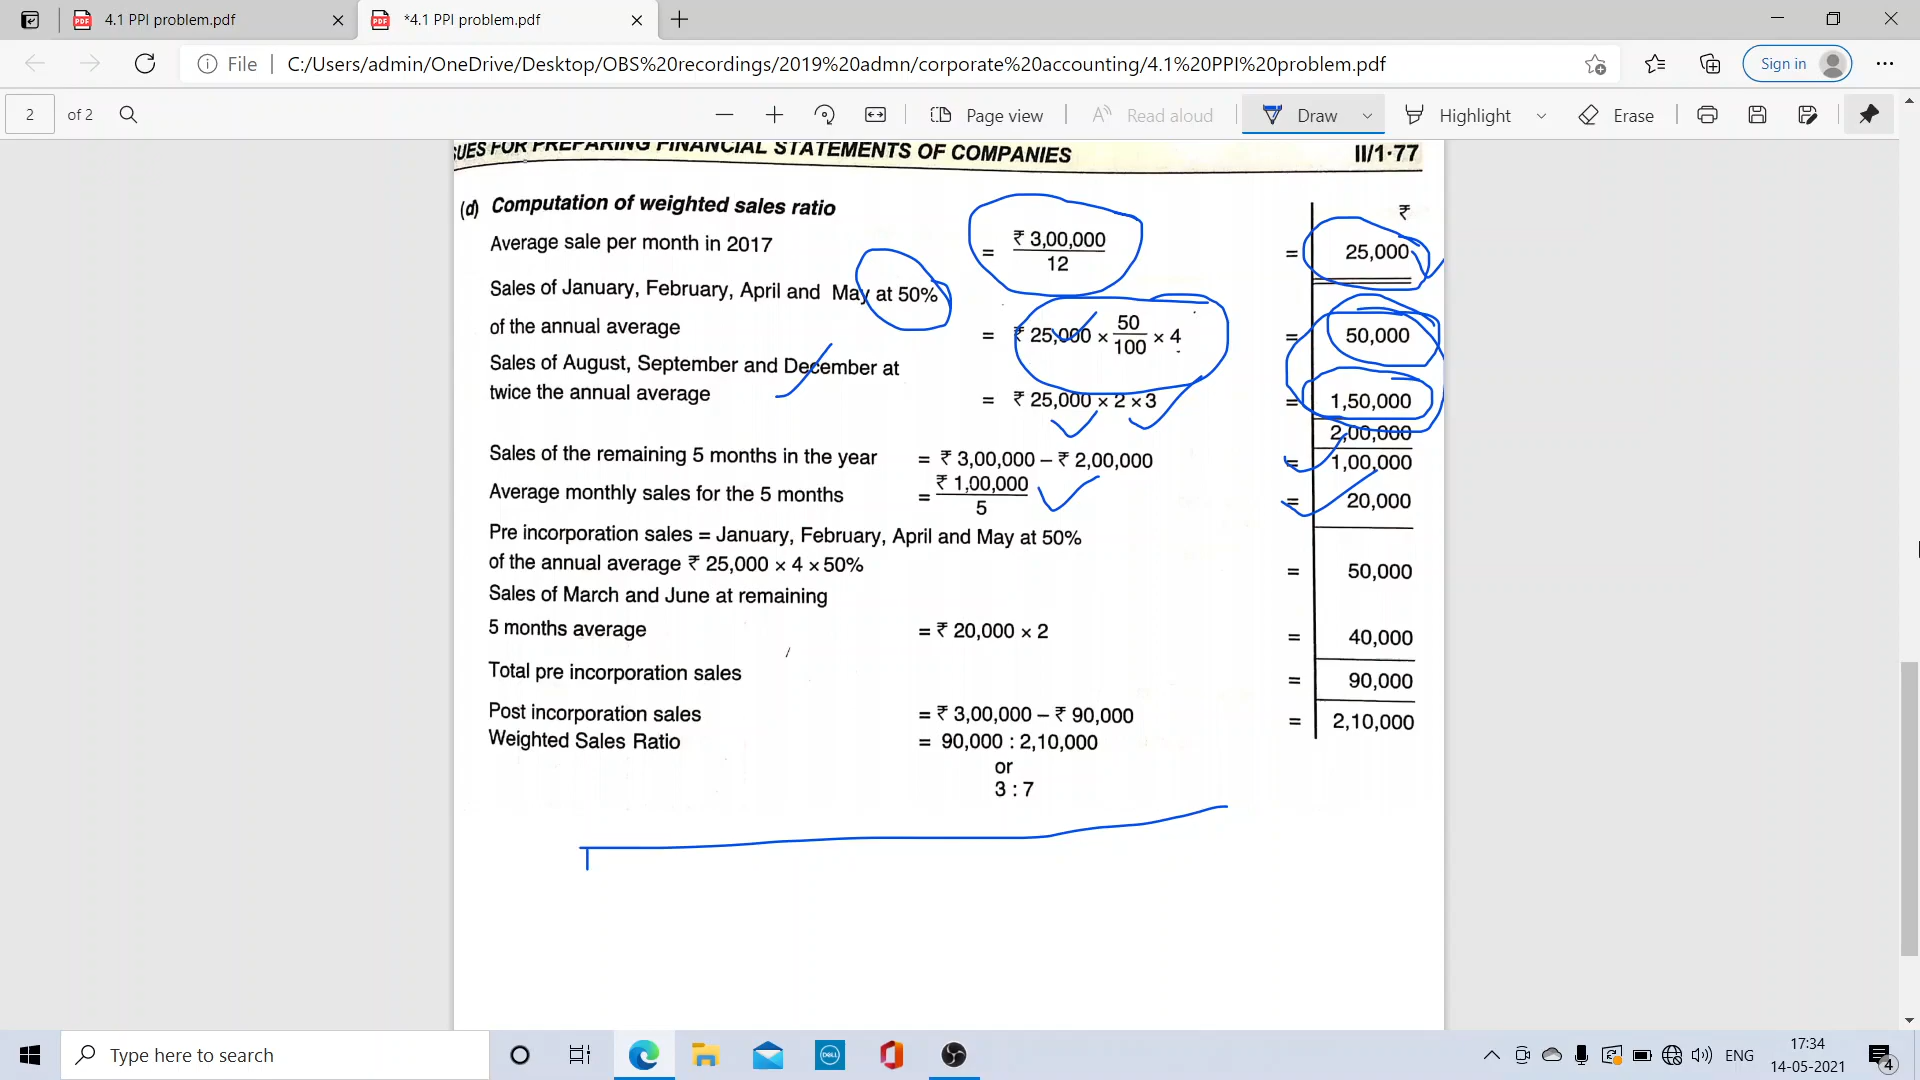 4.1 PPI problem.pdf
*4.1 PPI problem.pdf
File
C:/Users/admin/OneDrive/Desktop/OBS%20recordings/2019%20admn/corporate%20accounting/4.1%20PPI%20problem.pdf
Sign in
2 of 2
Page view
Read aloud
Draw
Highlight
Erase
SUES FOR PREPARING FINANCIAL STATEMENTS OF COMPANIES II/1·77
(d) Computation of weighted sales ratio ₹
Average sale per month in 2017 = ₹ 3,00,000 / 12 = 25,000
Sales of January, February, April and May at 50%
of the annual average = ₹ 25,000 × 50/100 × 4 = 50,000
Sales of August, September and December at
twice the annual average = ₹ 25,000 × 2 × 3 = 1,50,000
2,00,000
Sales of the remaining 5 months in the year = ₹ 3,00,000 – ₹ 2,00,000 = 1,00,000
Average monthly sales for the 5 months = ₹ 1,00,000 / 5 = 20,000
Pre incorporation sales = January, February, April and May at 50%
of the annual average ₹ 25,000 × 4 × 50% = 50,000
Sales of March and June at remaining
5 months average = ₹ 20,000 × 2 = 40,000
Total pre incorporation sales = 90,000
Post incorporation sales = ₹ 3,00,000 – ₹ 90,000 = 2,10,000
Weighted Sales Ratio = 90,000 : 2,10,000
or
3 : 7
Type here to search
DELL
ENG
17:34
14-05-2021
4